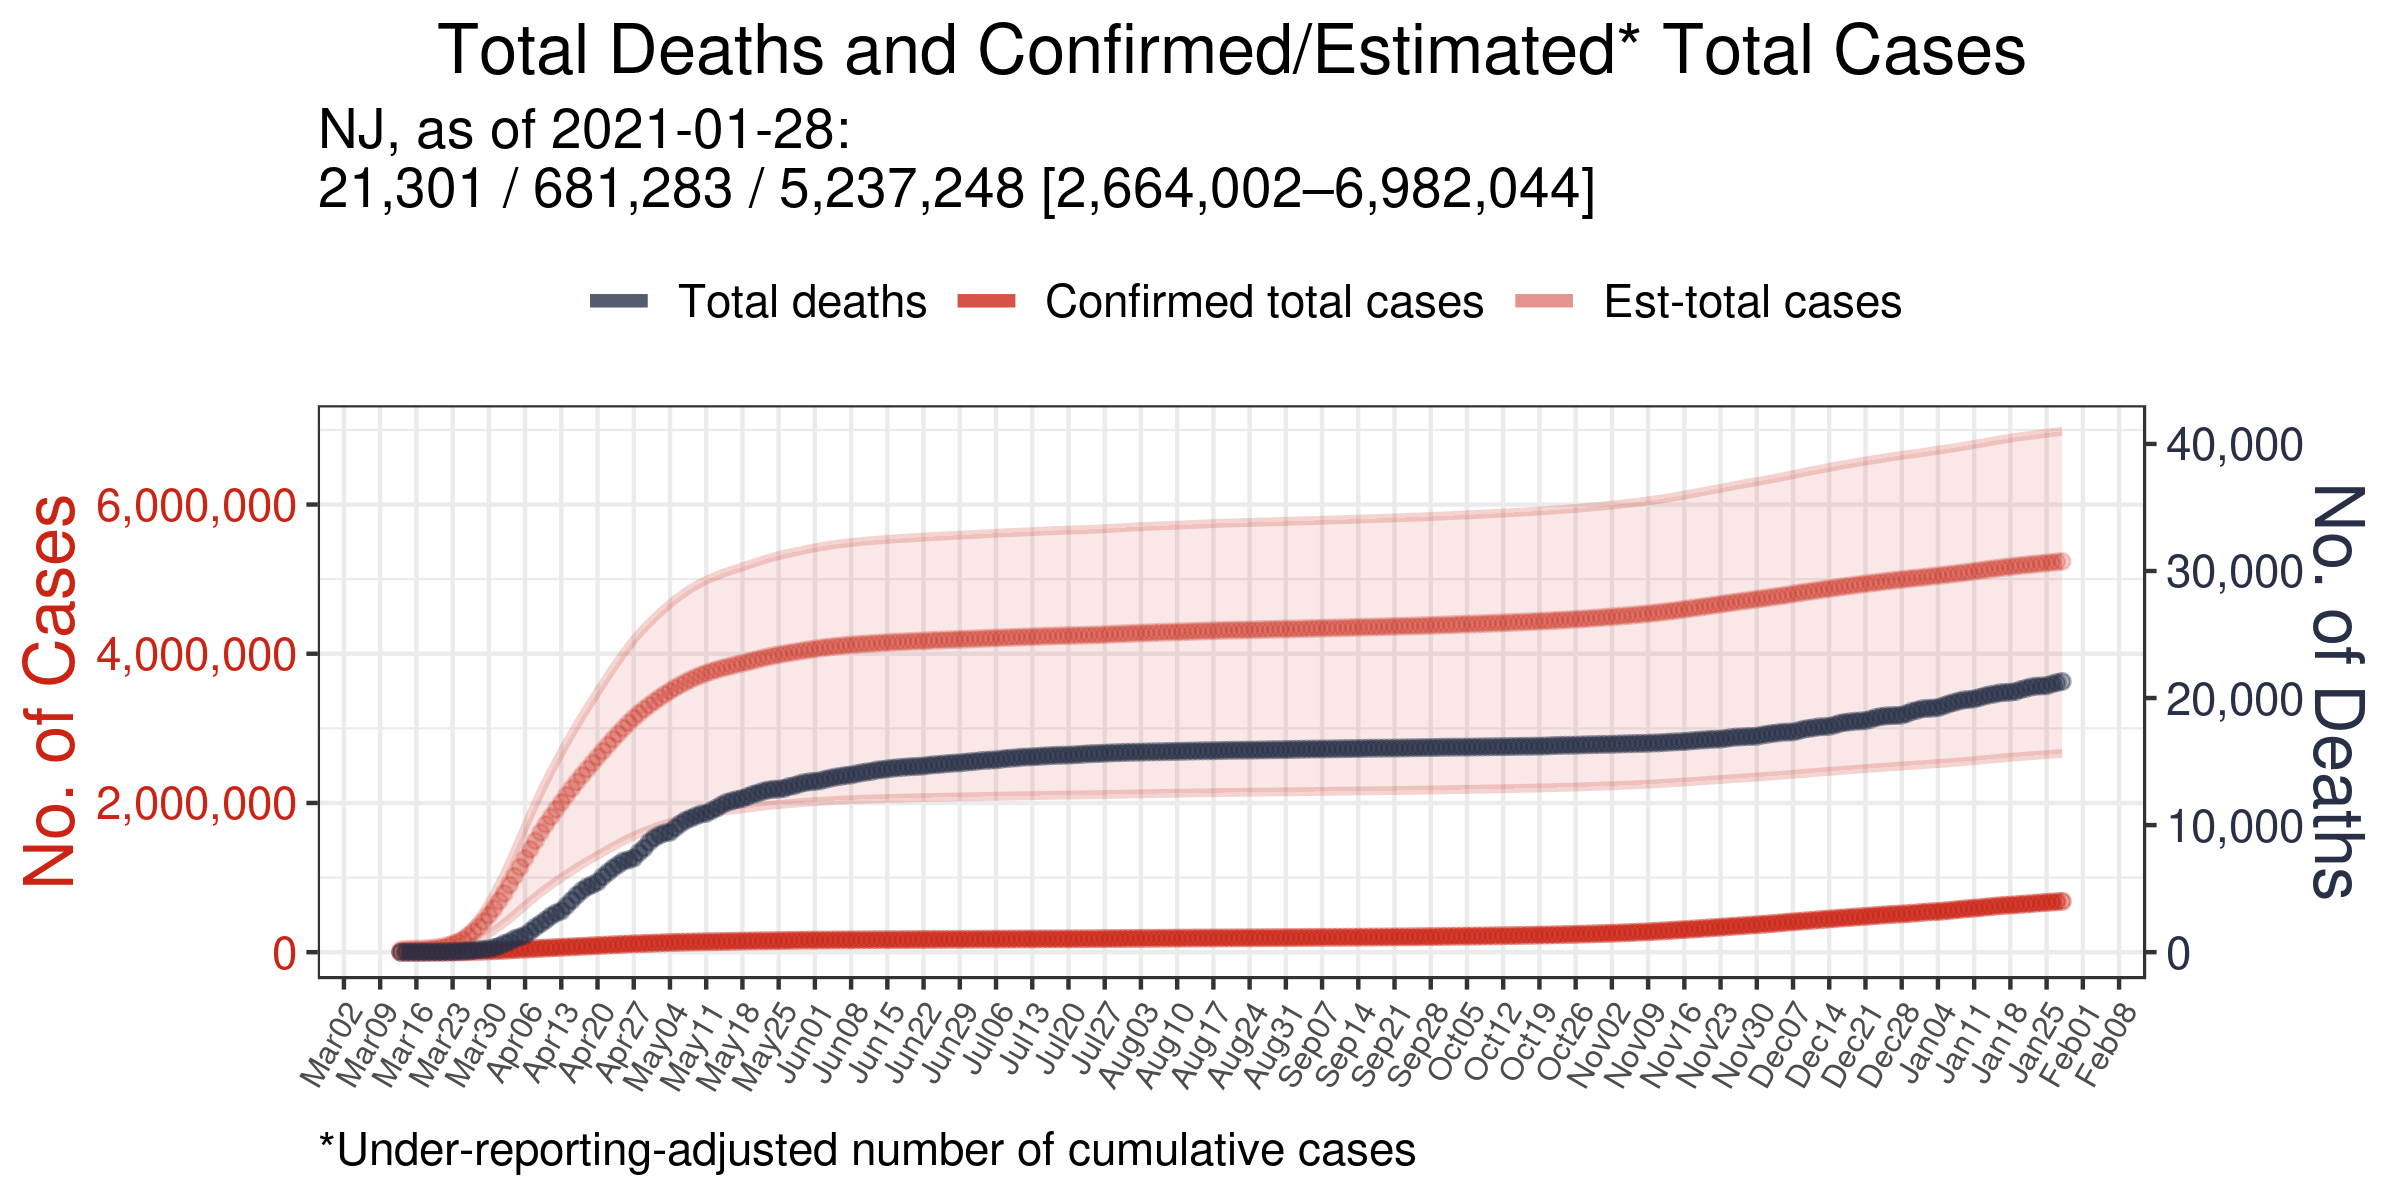 Total Deaths and Confirmed/Estimated* Total Cases
NJ, as of 2021-01-28:
21,301 / 681,283 / 5,237,248 [2,664,002–6,982,044]
Total deaths
Confirmed total cases
Est-total cases
No. of Cases
6,000,000
4,000,000
2,000,000
0
40,000
30,000
20,000
10,000
0
No. of Deaths
Mar02
Mar09
Mar16
Mar23
Mar30
Apr06
Apr13
Apr20
Apr27
May04
May11
May18
May25
Jun01
Jun08
Jun15
Jun22
Jun29
Jul06
Jul13
Jul20
Jul27
Aug03
Aug10
Aug17
Aug24
Aug31
Sep07
Sep14
Sep21
Sep28
Oct05
Oct12
Oct19
Oct26
Nov02
Nov09
Nov16
Nov23
Nov30
Dec07
Dec14
Dec21
Dec28
Jan04
Jan11
Jan18
Jan25
Feb01
Feb08
*Under-reporting-adjusted number of cumulative cases